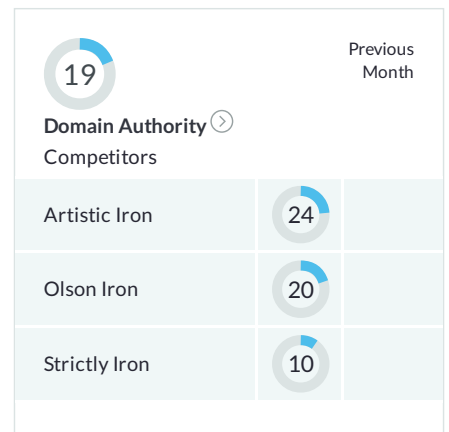 19
Previous
Month
Domain Authority
Competitors
Artistic Iron 24
Olson Iron 20
Strictly Iron 10